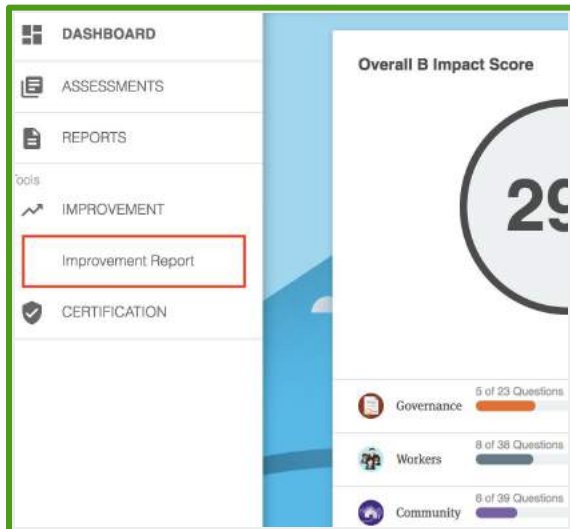 DASHBOARD
ASSESSMENTS
REPORTS
Tools
IMPROVEMENT
Improvement Report
CERTIFICATION
Overall B Impact Score
29
5 of 23 Questions
Governance
8 of 38 Questions
Workers
6 of 39 Questions
Community